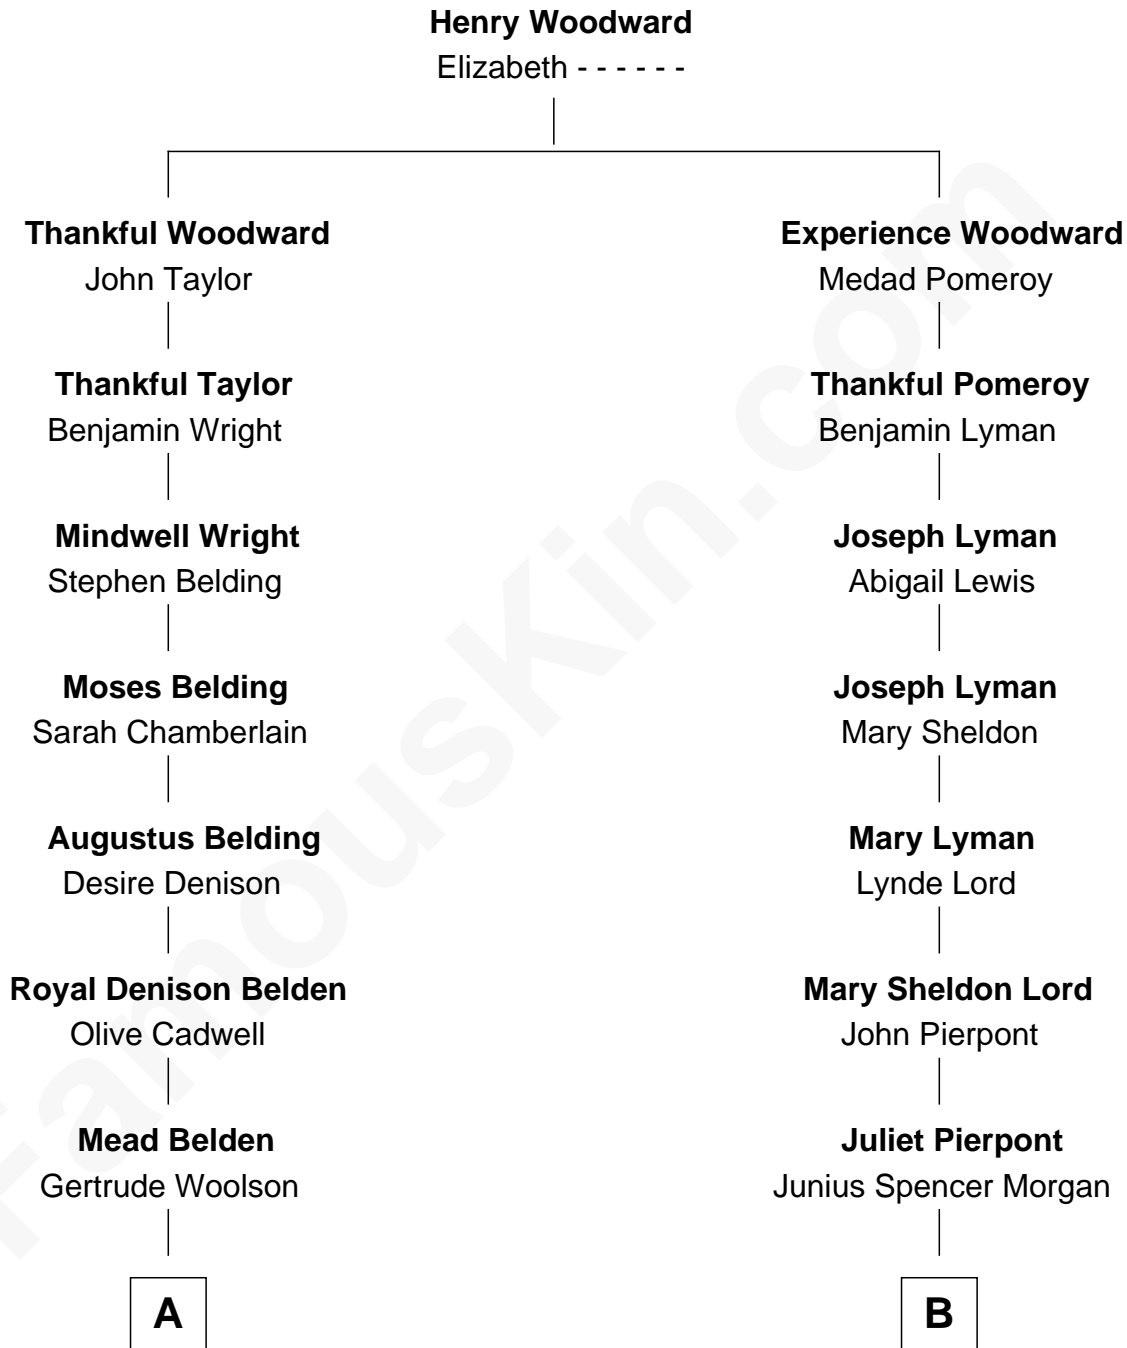 Henry Woodward
Elizabeth - - - - - -
Thankful Woodward
John Taylor
Experience Woodward
Medad Pomeroy
Thankful Taylor
Benjamin Wright
Thankful Pomeroy
Benjamin Lyman
Mindwell Wright
Stephen Belding
Joseph Lyman
Abigail Lewis
Moses Belding
Sarah Chamberlain
Joseph Lyman
Mary Sheldon
Augustus Belding
Desire Denison
Mary Lyman
Lynde Lord
Royal Denison Belden
Olive Cadwell
Mary Sheldon Lord
John Pierpont
Mead Belden
Gertrude Woolson
Juliet Pierpont
Junius Spencer Morgan
A
B
FamousKin.com